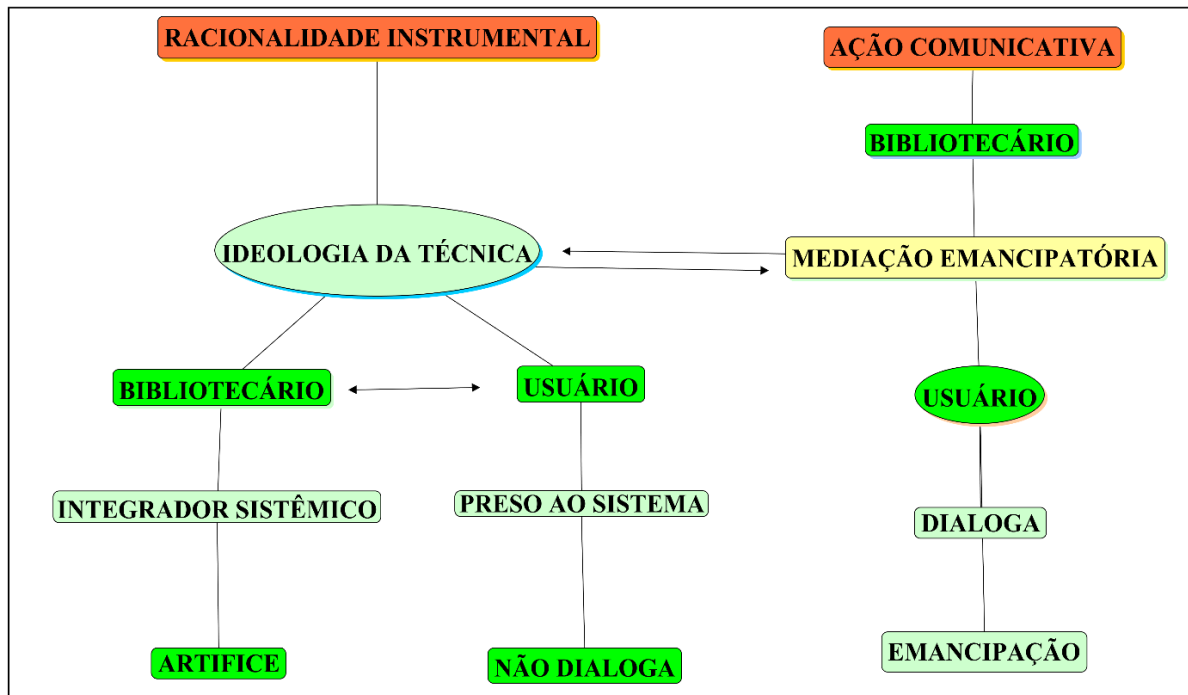 RACIONALIDADE INSTRUMENTAL
AÇÃO COMUNICATIVA
BIBLIOTECÁRIO
IDEOLOGIA DA TÉCNICA
MEDIAÇÃO EMANCIPATÓRIA
BIBLIOTECÁRIO
USUÁRIO
USUÁRIO
INTEGRADOR SISTÊMICO
PRESO AO SISTEMA
DIALOGA
ARTIFICE
NÃO DIALOGA
EMANCIPAÇÃO